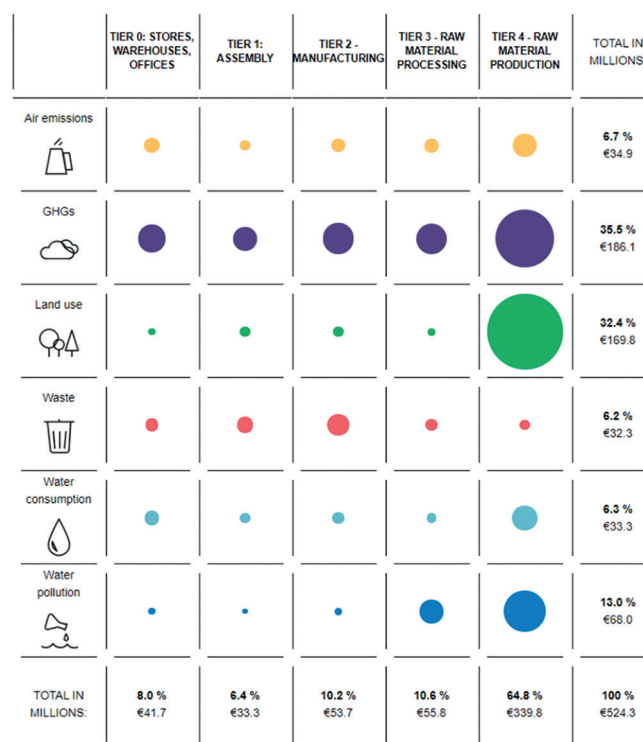 TIER 0: STORES,
WAREHOUSES,
OFFICES
TIER 1:
ASSEMBLY
TIER 2 -
MANUFACTURING
TIER 3 - RAW
MATERIAL
PROCESSING
TIER 4 - RAW
MATERIAL
PRODUCTION
TOTAL IN
MILLIONS:
Air emissions
6.7 %
€34.9
GHGs
35.5 %
€186.1
Land use
32.4 %
€169.8
Waste
6.2 %
€32.3
Water
consumption
6.3 %
€33.3
Water
pollution
13.0 %
€68.0
TOTAL IN
MILLIONS:
8.0 %
€41.7
6.4 %
€33.3
10.2 %
€53.7
10.6 %
€55.8
64.8 %
€339.8
100 %
€524.3